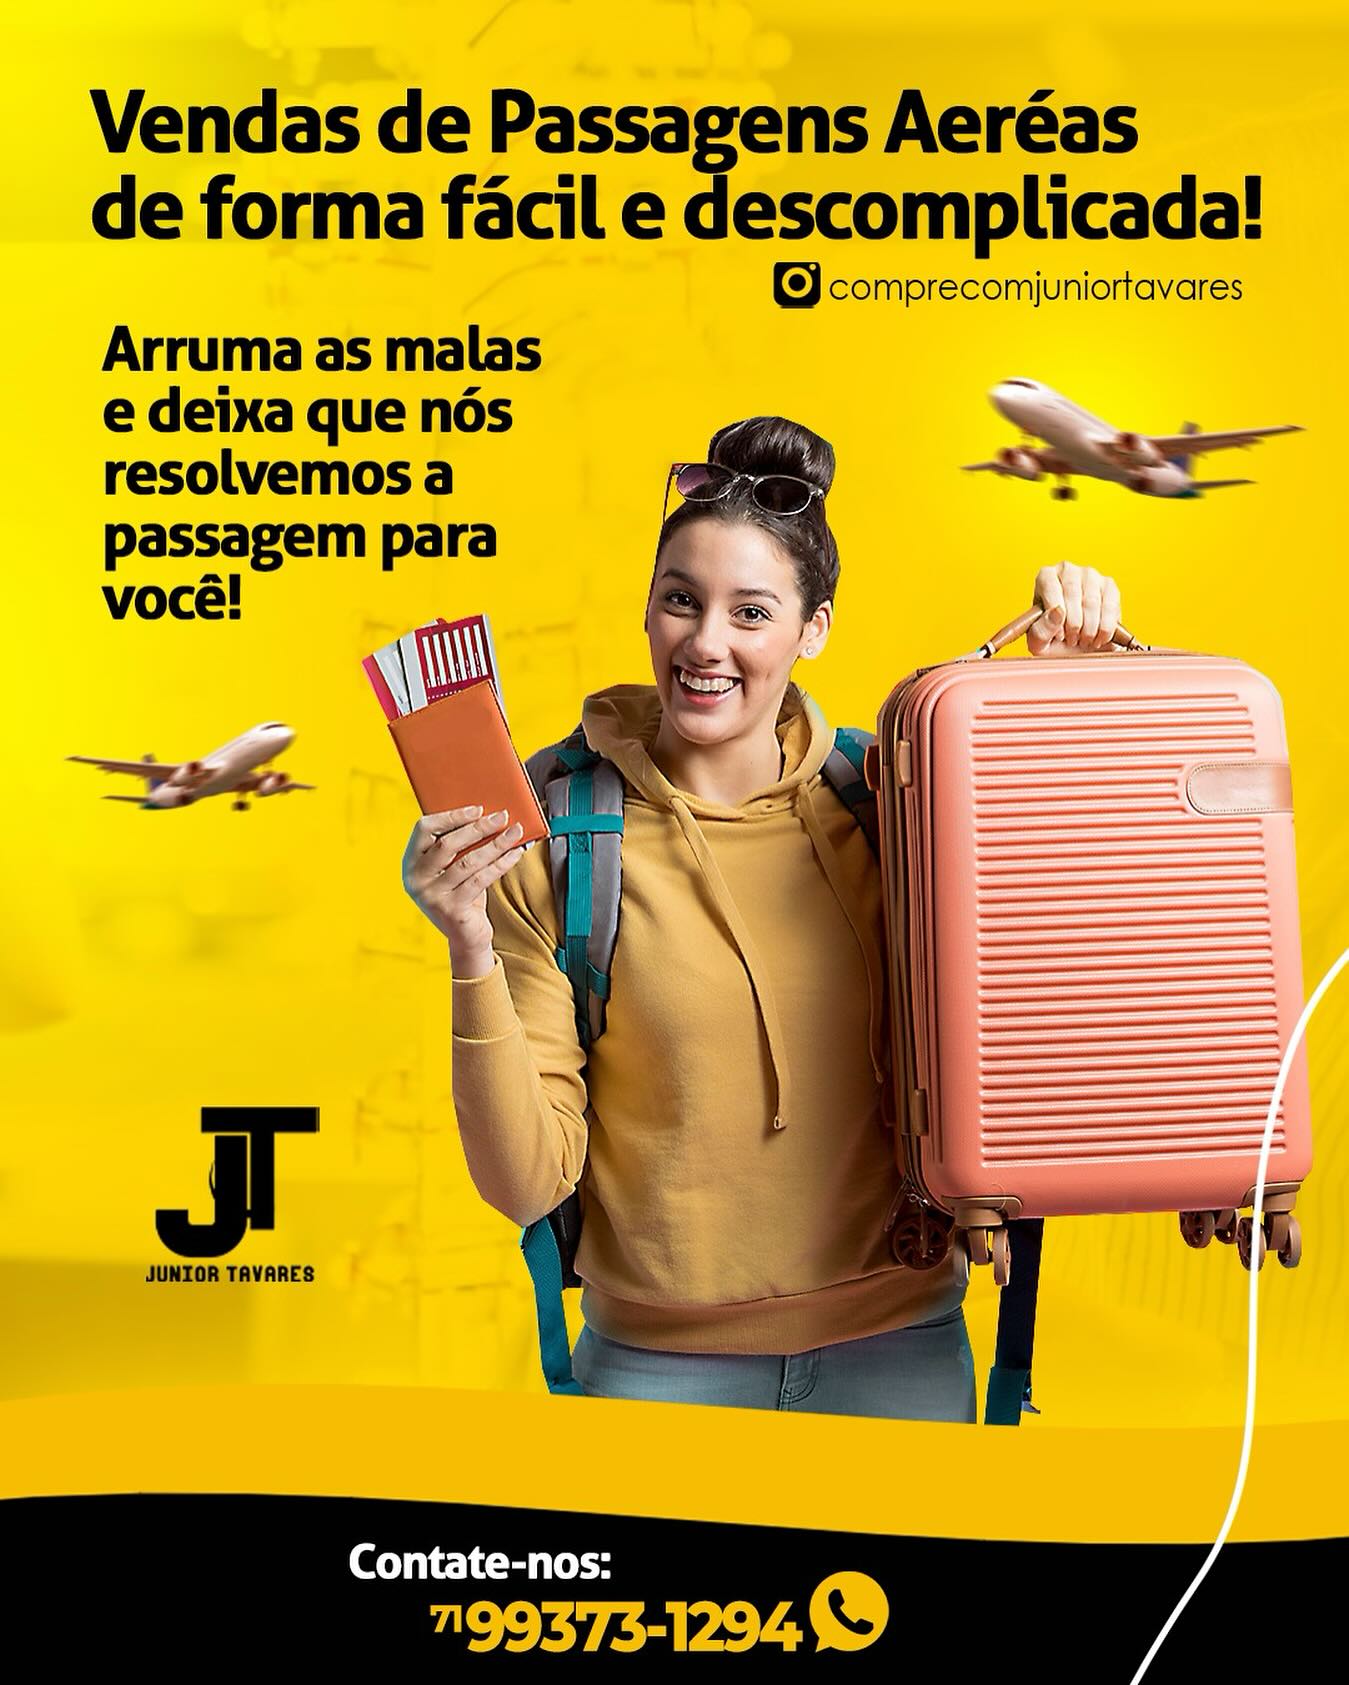 Vendas de Passagens Aeréas
de forma fácil e descomplicada!
comprecomjuniortavares
Arruma as malas
e deixa que nós
resolvemos a
passagem para
você!
JT
JUNIOR TAVARES
Contate-nos:
71 99373-1294